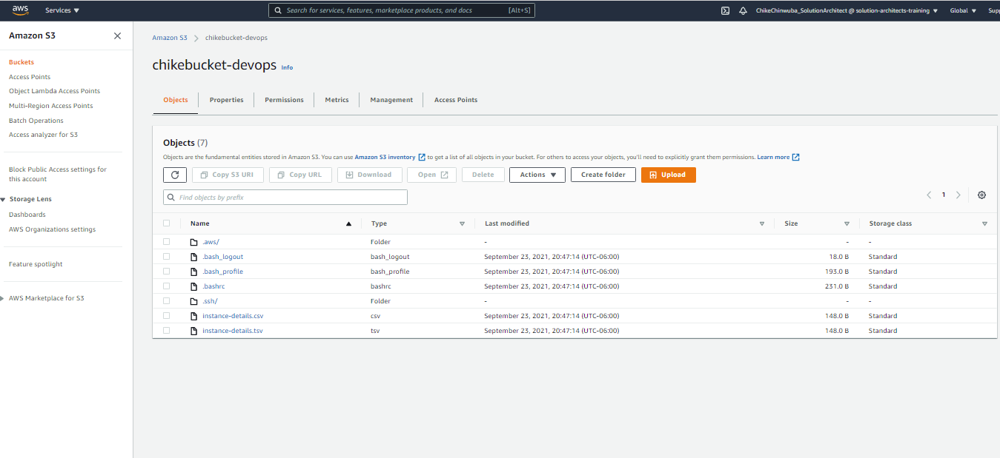 aws Services Search for services, features, marketplace products, and docs [Alt+S] ChikeChinwuba_SolutionArchitect @ solution-architects-training Global Supp
Amazon S3
Buckets
Access Points
Object Lambda Access Points
Multi-Region Access Points
Batch Operations
Access analyzer for S3
Block Public Access settings for
this account
Storage Lens
Dashboards
AWS Organizations settings
Feature spotlight
AWS Marketplace for S3
Amazon S3 chikebucket-devops
chikebucket-devops Info
Objects Properties Permissions Metrics Management Access Points
Objects (7)
Objects are the fundamental entities stored in Amazon S3. You can use Amazon S3 inventory to get a list of all objects in your bucket. For others to access your objects, you'll need to explicitly grant them permissions. Learn more
Copy S3 URI Copy URL Download Open Delete Actions Create folder Upload
Find objects by prefix 1
Name Type Last modified Size Storage class
.aws/ Folder - - -
.bash_logout bash_logout September 23, 2021, 20:47:14 (UTC-06:00) 18.0 B Standard
.bash_profile bash_profile September 23, 2021, 20:47:14 (UTC-06:00) 193.0 B Standard
.bashrc bashrc September 23, 2021, 20:47:14 (UTC-06:00) 231.0 B Standard
.ssh/ Folder - - -
instance-details.csv csv September 23, 2021, 20:47:14 (UTC-06:00) 148.0 B Standard
instance-details.tsv tsv September 23, 2021, 20:47:14 (UTC-06:00) 148.0 B Standard